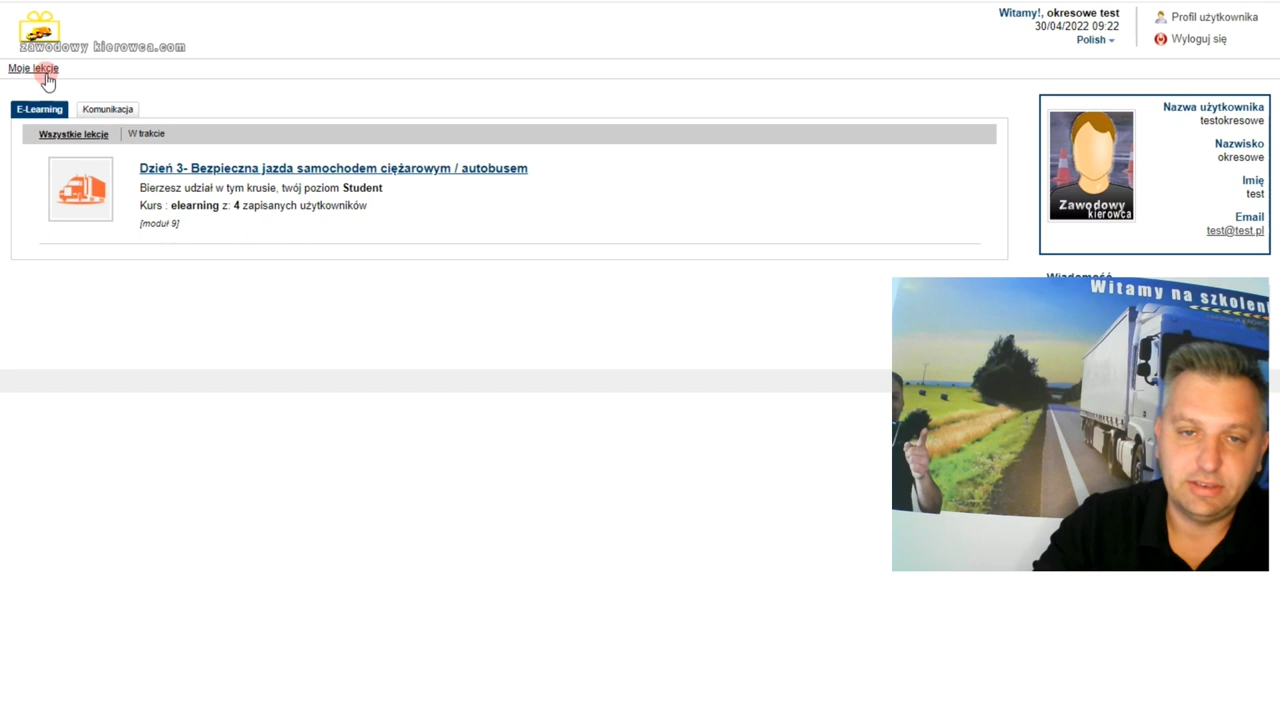 zawodowy kierowca.com
Witamy!, okresowe test
30/04/2022 09:22
Polish
Profil użytkownika
Wyloguj się
Moje lekcje
E-Learning
Komunikacja
Wszystkie lekcje
W trakcie
Dzień 3- Bezpieczna jazda samochodem ciężarowym / autobusem
Bierzesz udział w tym krusie, twój poziom Student
Kurs : elearning z: 4 zapisanych użytkowników
[moduł 9]
Nazwa użytkownika
testokresowe
Nazwisko
okresowe
Imię
test
Email
test@test.pl
Zawodowy
kierowca
Wiadomość
Witamy na szkoleni